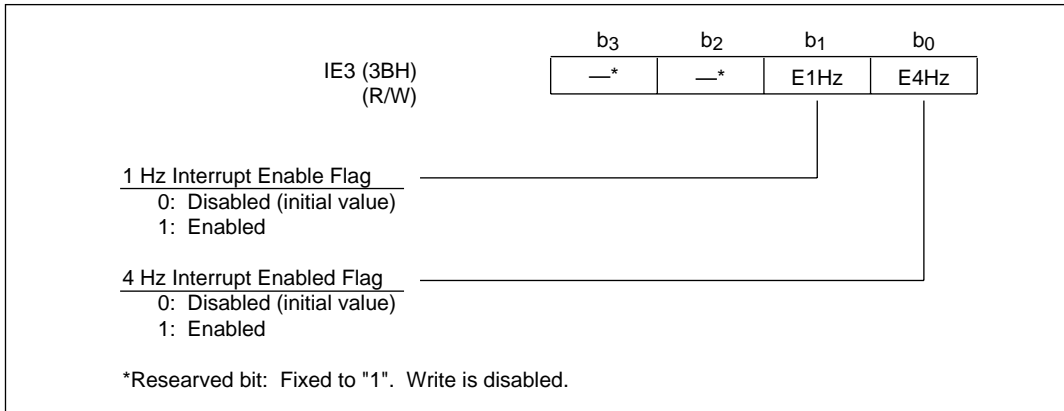 b3 b2 b1 b0
IE3 (3BH) —* —* E1Hz E4Hz
(R/W)
1 Hz Interrupt Enable Flag
0: Disabled (initial value)
1: Enabled
4 Hz Interrupt Enabled Flag
0: Disabled (initial value)
1: Enabled
*Researved bit: Fixed to "1". Write is disabled.